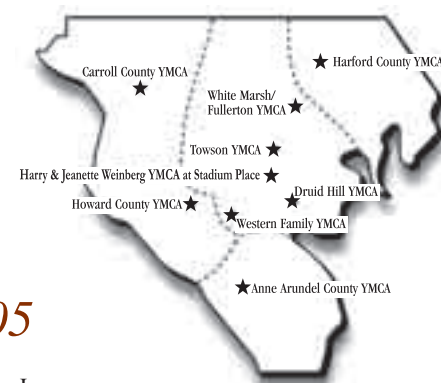 Harford County YMCA
Carroll County YMCA
White Marsh/
Fullerton YMCA
Towson YMCA
Harry & Jeanette Weinberg YMCA at Stadium Place
Druid Hill YMCA
Howard County YMCA
Western Family YMCA
Anne Arundel County YMCA